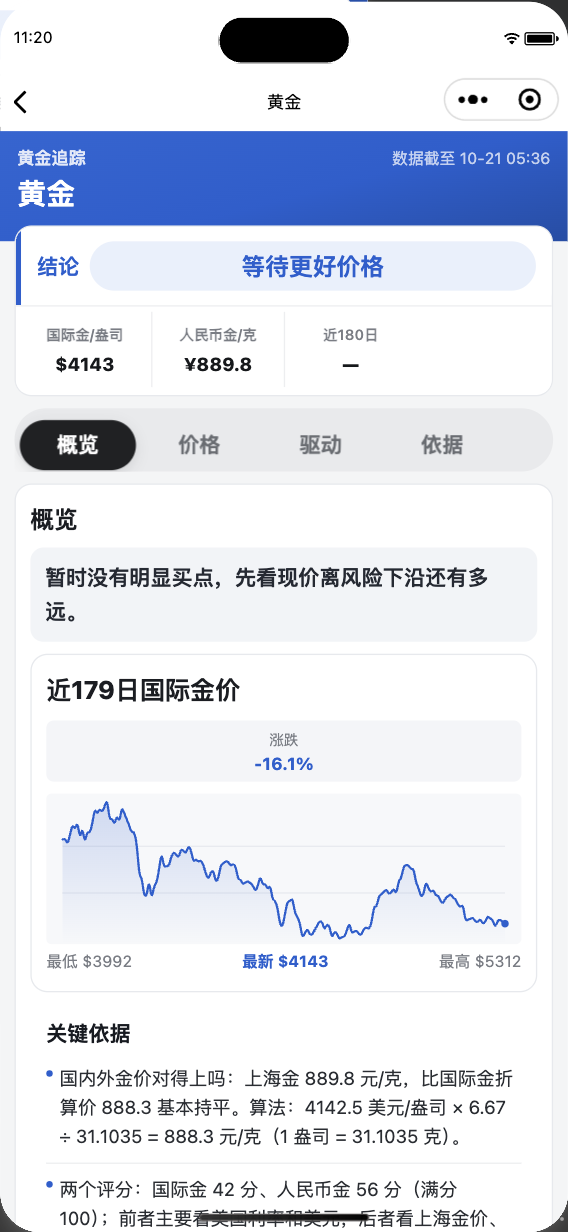 11:20
黄金
黄金追踪
数据截至 10-21 05:36
黄金
结论
等待更好价格
国际金/盎司
人民币金/克
近180日
$4143
¥889.8
—
概览
价格
驱动
依据
概览
暂时没有明显买点，先看现价离风险下沿还有多
远。
近179日国际金价
涨跌
-16.1%
最低 $3992
最新 $4143
最高 $5312
关键依据
国内外金价对得上吗：上海金 889.8 元/克，比国际金折
算价 888.3 基本持平。算法：4142.5 美元/盎司 × 6.67
÷ 31.1035 = 888.3 元/克（1 盎司 = 31.1035 克）。
两个评分：国际金 42 分、人民币金 56 分（满分
100）；前者主要看美国利率和美元，后者看上海金价、